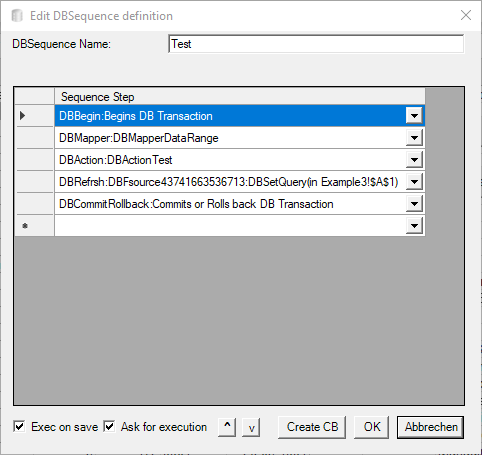 Edit DBSequence definition
DBSequence Name:
Test
Sequence Step
DBBegin:Begins DB Transaction
DBMapper:DBMapperDataRange
DBAction:DBActionTest
DBRefrsh:DBFsource43741663536713:DBSetQuery(in Example3!$A$1)
DBCommitRollback:Commits or Rolls back DB Transaction
Exec on save
Ask for execution
^
v
Create CB
OK
Abbrechen